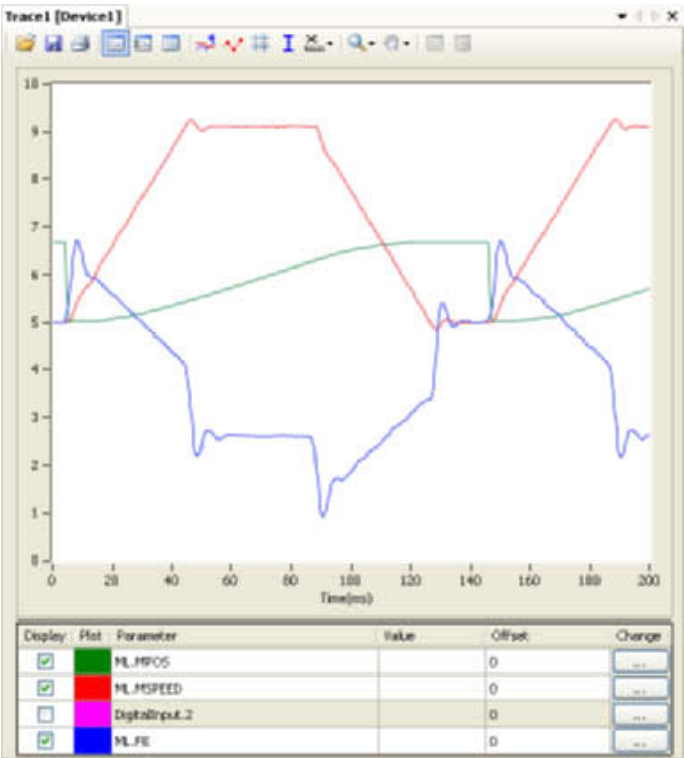 Trace1 [Device1]
10
9
8
7
6
5
4
3
2
1
0
0 20 40 60 80 100 120 140 160 180 200
Time(ms)
Display Plot Parameter Value Offset Change
ML.MPOS 0 ...
ML.MSPEED 0 ...
DigitalInput.2 0 ...
ML.FE 0 ...